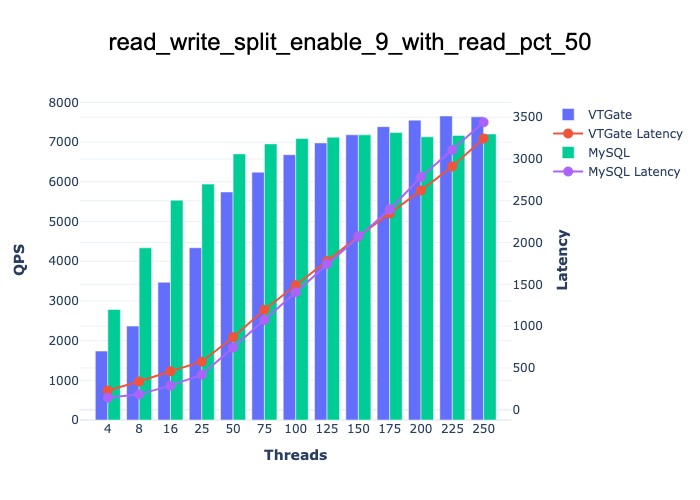 read_write_split_enable_9_with_read_pct_50
8000
7000
6000
5000
4000
3000
2000
1000
0
QPS
3500
3000
2500
2000
1500
1000
500
0
Latency
VTGate
VTGate Latency
MySQL
MySQL Latency
4 8 16 25 50 75 100 125 150 175 200 225 250
Threads